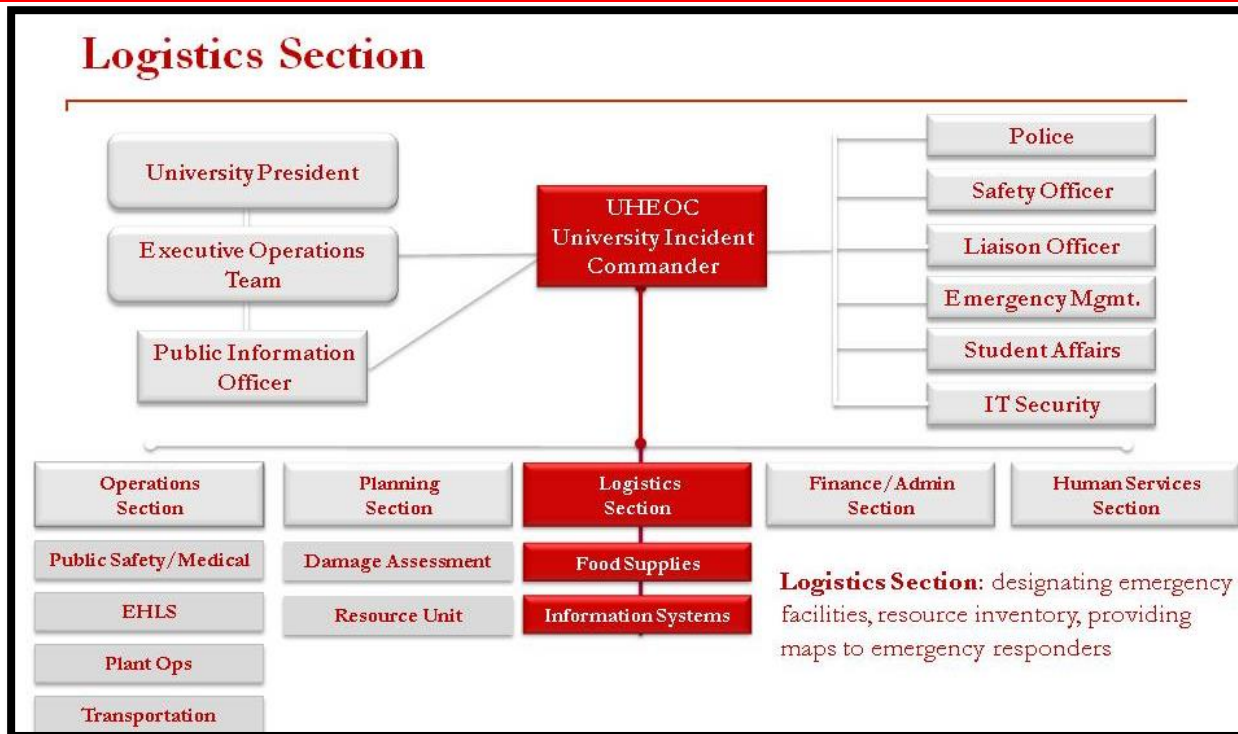 Logistics Section
University President
Executive Operations
Team
Public Information
Officer
UHEOC
University Incident
Commander
Police
Safety Officer
Liaison Officer
Emergency Mgmt.
Student Affairs
IT Security
Operations
Section
Public Safety/Medical
EHLS
Plant Ops
Transportation
Planning
Section
Damage Assessment
Resource Unit
Logistics
Section
Food Supplies
Information Systems
Finance/Admin
Section
Human Services
Section
Logistics Section: designating emergency
facilities, resource inventory, providing
maps to emergency responders